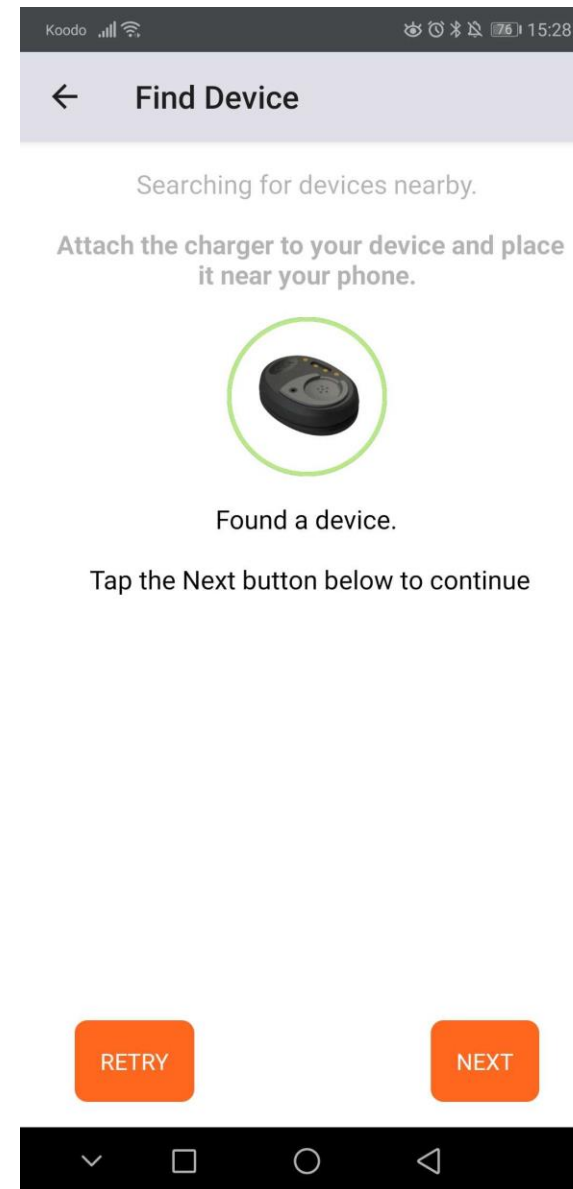 Koodo 76 15:28
Find Device
Searching for devices nearby.
Attach the charger to your device and place
it near your phone.
Found a device.
Tap the Next button below to continue
RETRY NEXT